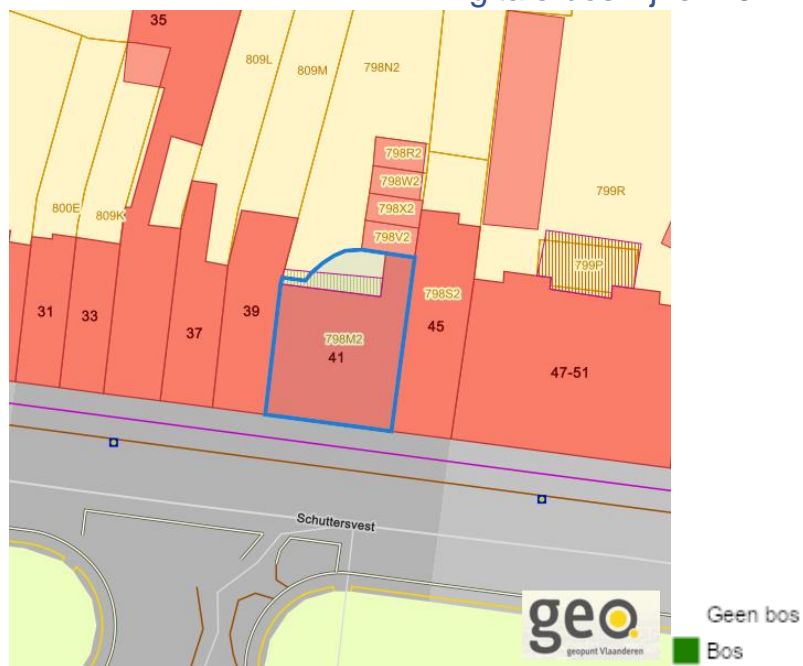 35
809L
809M
798N2
798R2
798W2
798X2
798V2
799R
800E
809K
799P
798S2
31
33
37
39
798M2
41
45
47-51
Schuttersvest
geo
geopunt Vlaanderen
Geen bos
Bos